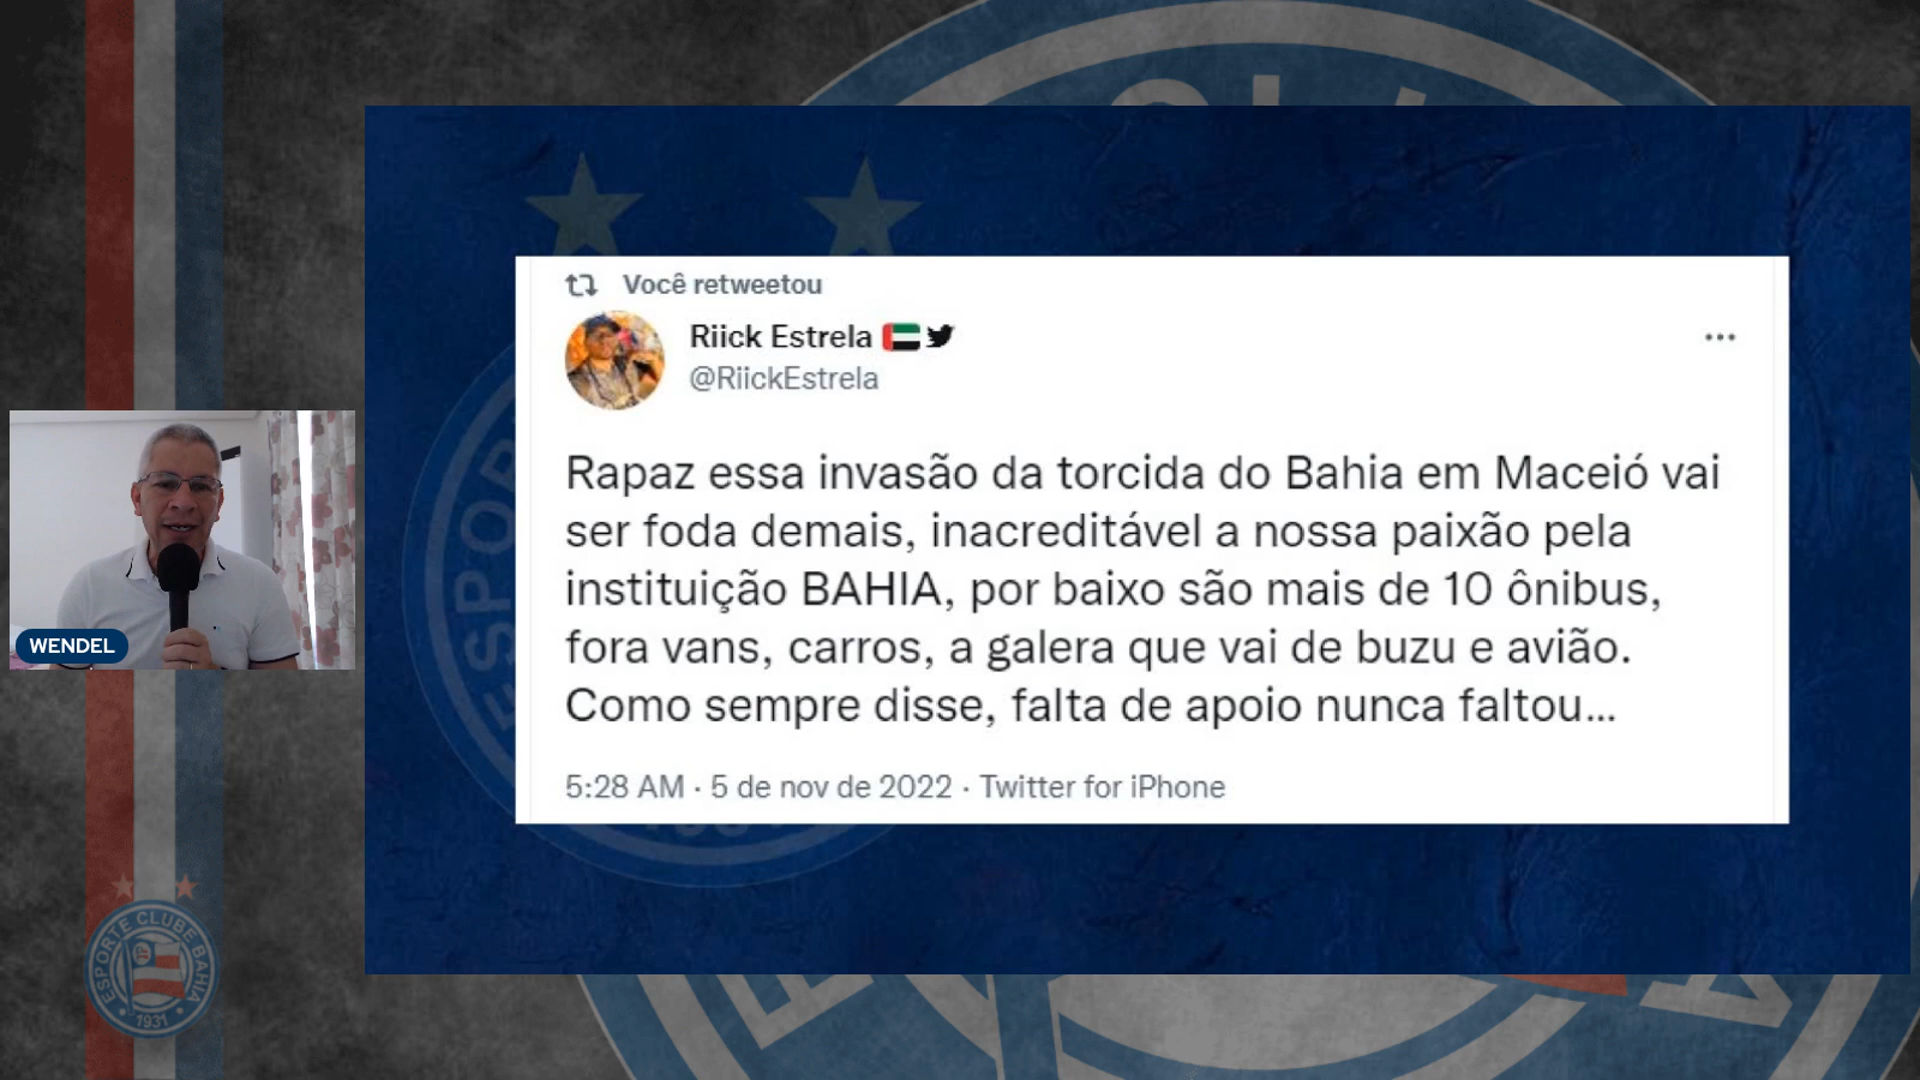 Você retweetou
Riick Estrela
@RiickEstrela
Rapaz essa invasão da torcida do Bahia em Maceió vai
ser foda demais, inacreditável a nossa paixão pela
instituição BAHIA, por baixo são mais de 10 ônibus,
fora vans, carros, a galera que vai de buzu e avião.
Como sempre disse, falta de apoio nunca faltou...
5:28 AM · 5 de nov de 2022 · Twitter for iPhone
WENDEL
ESPORTE CLUBE BAHIA
1931